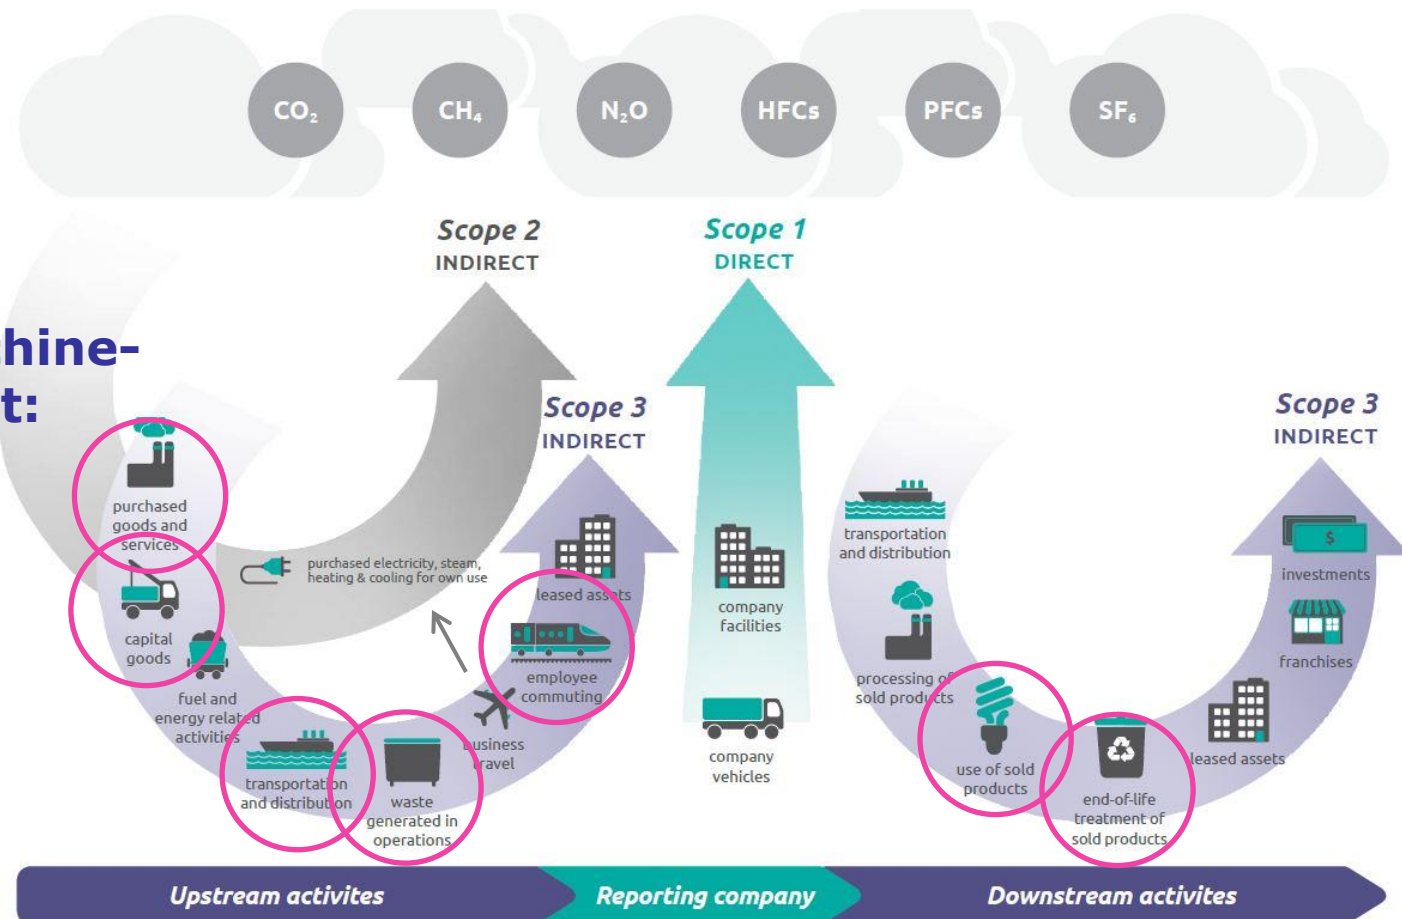 CO₂
CH₄
N₂O
HFCs
PFCs
SF₆
Scope 2
INDIRECT
Scope 1
DIRECT
hine–
t:
Scope 3
INDIRECT
Scope 3
INDIRECT
purchased
goods and
services
capital
goods
fuel and
energy related
activities
transportation
and distribution
waste
generated in
operations
business
travel
employee
commuting
leased assets
purchased electricity, steam,
heating & cooling for own use
company
facilities
company
vehicles
transportation
and distribution
processing of
sold products
use of sold
products
end-of-life
treatment of
sold products
leased assets
franchises
investments
$
Upstream activites
Reporting company
Downstream activites